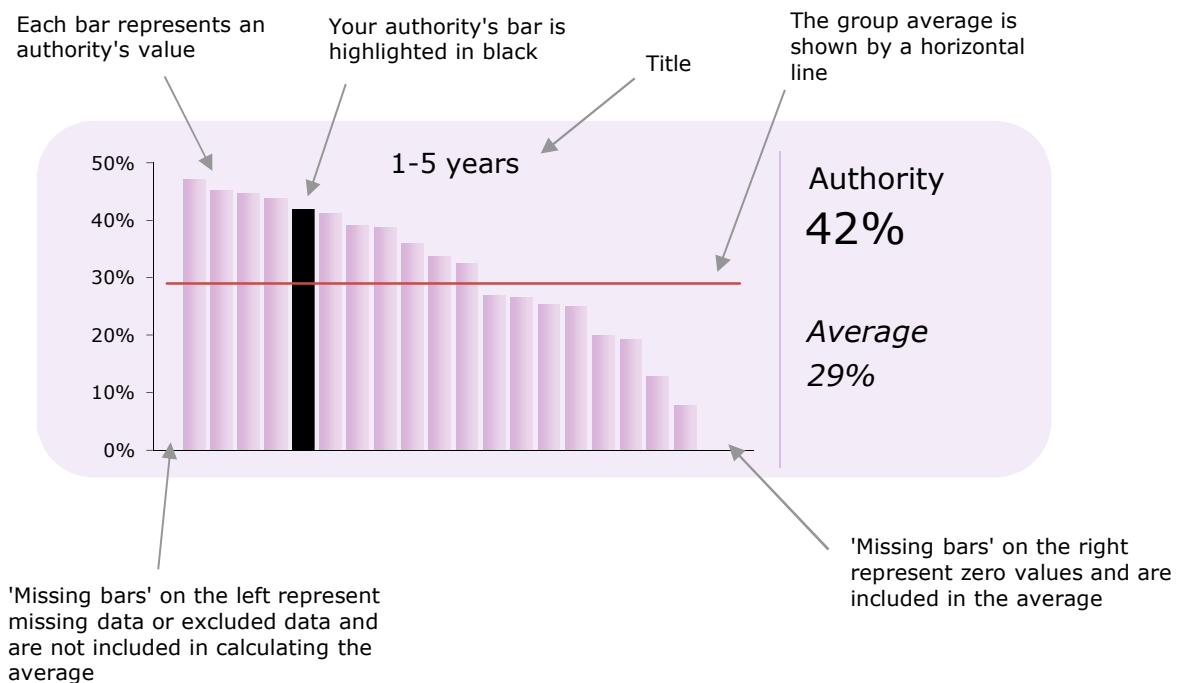 Each bar represents an
authority's value
Your authority's bar is
highlighted in black
Title
The group average is
shown by a horizontal
line
1-5 years
50%
40%
30%
20%
10%
0%
Authority
42%
Average
29%
'Missing bars' on the left represent
missing data or excluded data and
are not included in calculating the
average
'Missing bars' on the right
represent zero values and are
included in the average